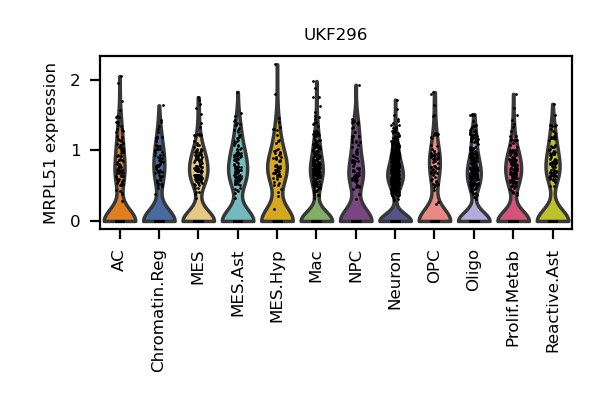 UKF296
MRPL51 expression
2
1
0
AC
Chromatin.Reg
MES
MES.Ast
MES.Hyp
Mac
NPC
Neuron
OPC
Oligo
Prolif.Metab
Reactive.Ast